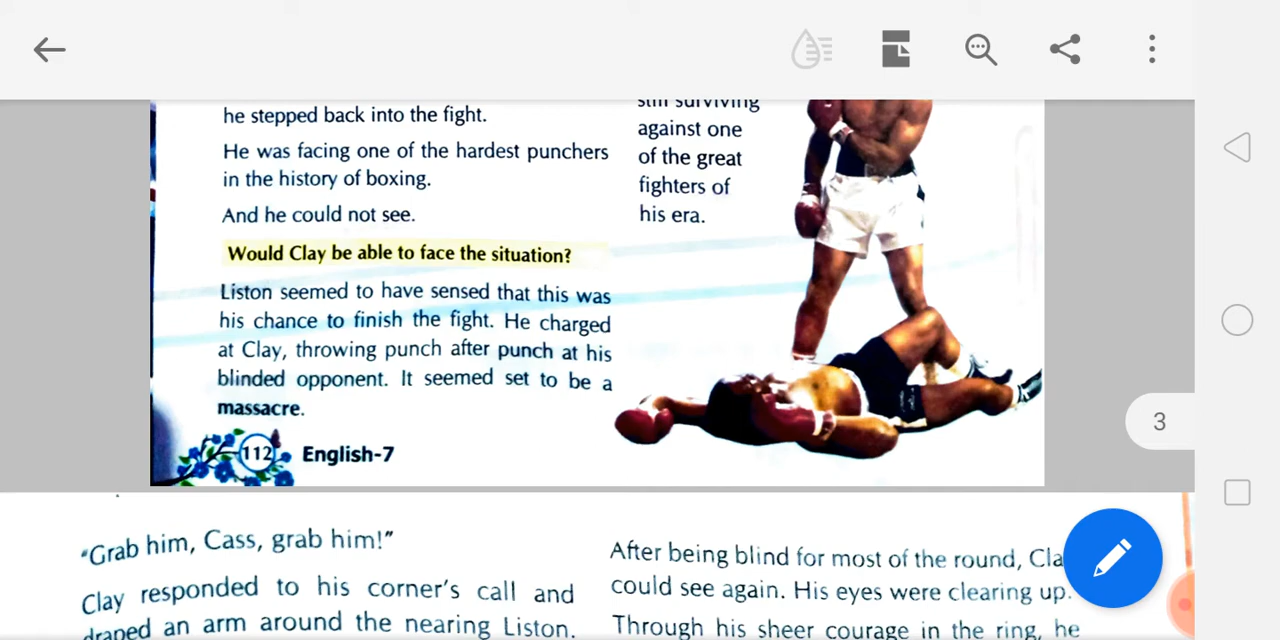 he stepped back into the fight.
He was facing one of the hardest punchers
in the history of boxing.
And he could not see.
Would Clay be able to face the situation?
Liston seemed to have sensed that this was
his chance to finish the fight. He charged
at Clay, throwing punch after punch at his
blinded opponent. It seemed set to be a
massacre.
112 English-7
still surviving
against one
of the great
fighters of
his era.
3
"Grab him, Cass, grab him!"
Clay responded to his corner's call and
draped an arm around the nearing Liston.
After being blind for most of the round, Cla
could see again. His eyes were clearing up.
Through his sheer courage in the ring, he